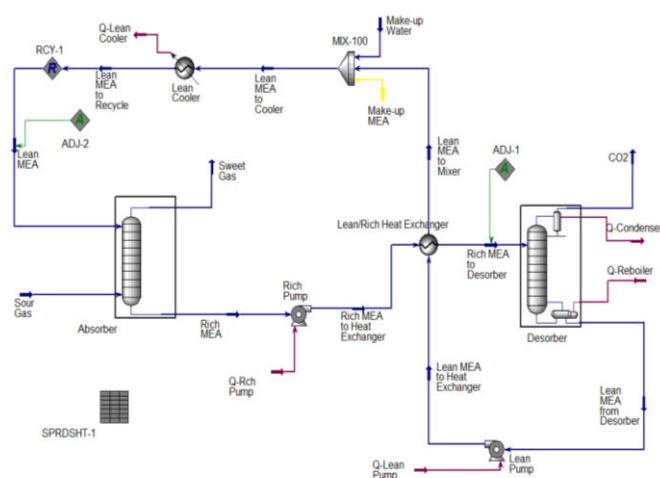 Q-Lean
Cooler
Make-up
Water
MIX-100
RCY-1
R
Lean
MEA
to
Recycle
Lean
Cooler
Lean
MEA
to
Cooler
Make-up
MEA
A
ADJ-2
Lean
MEA
Lean
MEA
to
Mixer
ADJ-1
A
CO2
Sweet
Gas
Lean/Rich Heat Exchanger
Q-Condense
Rich MEA
to
Desorber
Q-Reboiler
Rich
Pump
Sour
Gas
Absorber
Rich
MEA
Rich MEA
to Heat
Exchanger
Desorber
Q-Rch
Pump
Lean MEA
to Heat
Exchanger
Lean
MEA
from
Desorber
SPRDSHT-1
Q-Lean
Pump
Lean
Pump